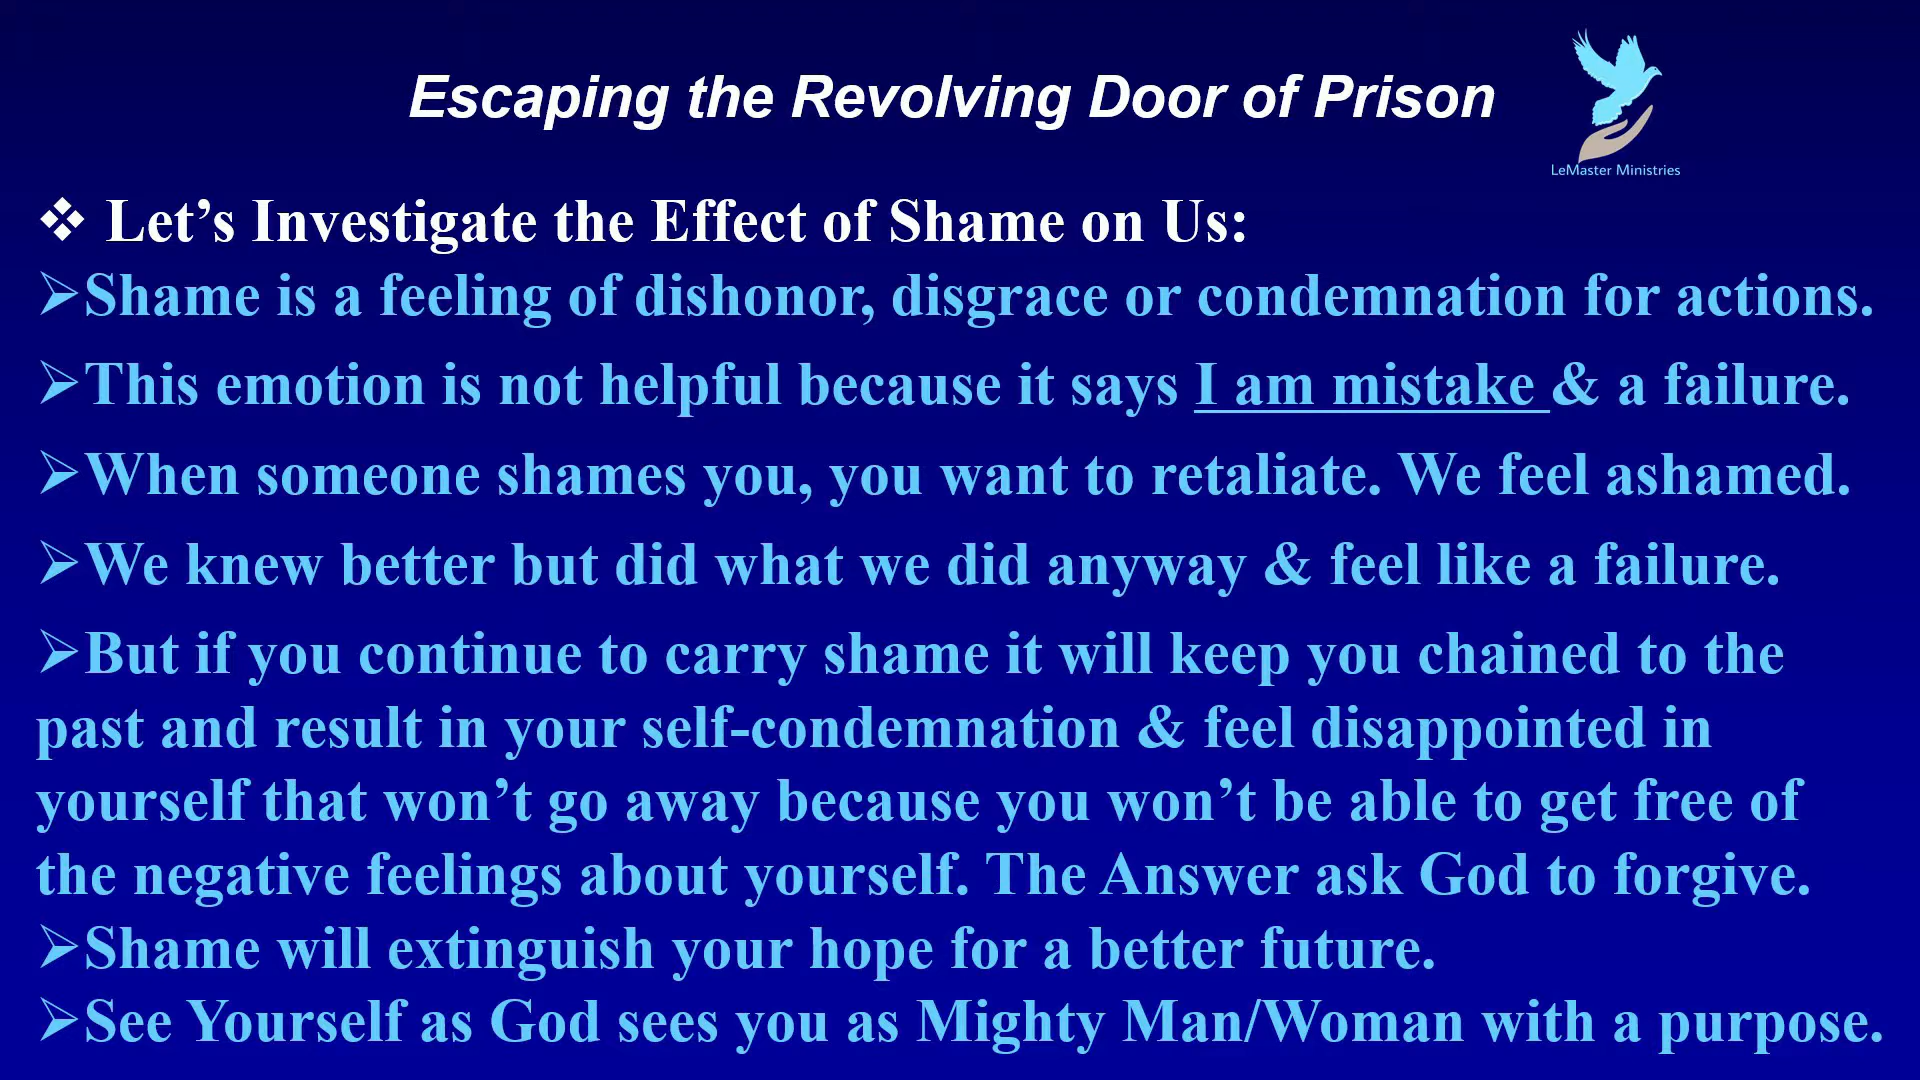 Escaping the Revolving Door of Prison
LeMaster Ministries
❖ Let’s Investigate the Effect of Shame on Us:
➢Shame is a feeling of dishonor, disgrace or condemnation for actions.
➢This emotion is not helpful because it says I am mistake & a failure.
➢When someone shames you, you want to retaliate. We feel ashamed.
➢We knew better but did what we did anyway & feel like a failure.
➢But if you continue to carry shame it will keep you chained to the
past and result in your self-condemnation & feel disappointed in
yourself that won’t go away because you won’t be able to get free of
the negative feelings about yourself. The Answer ask God to forgive.
➢Shame will extinguish your hope for a better future.
➢See Yourself as God sees you as Mighty Man/Woman with a purpose.